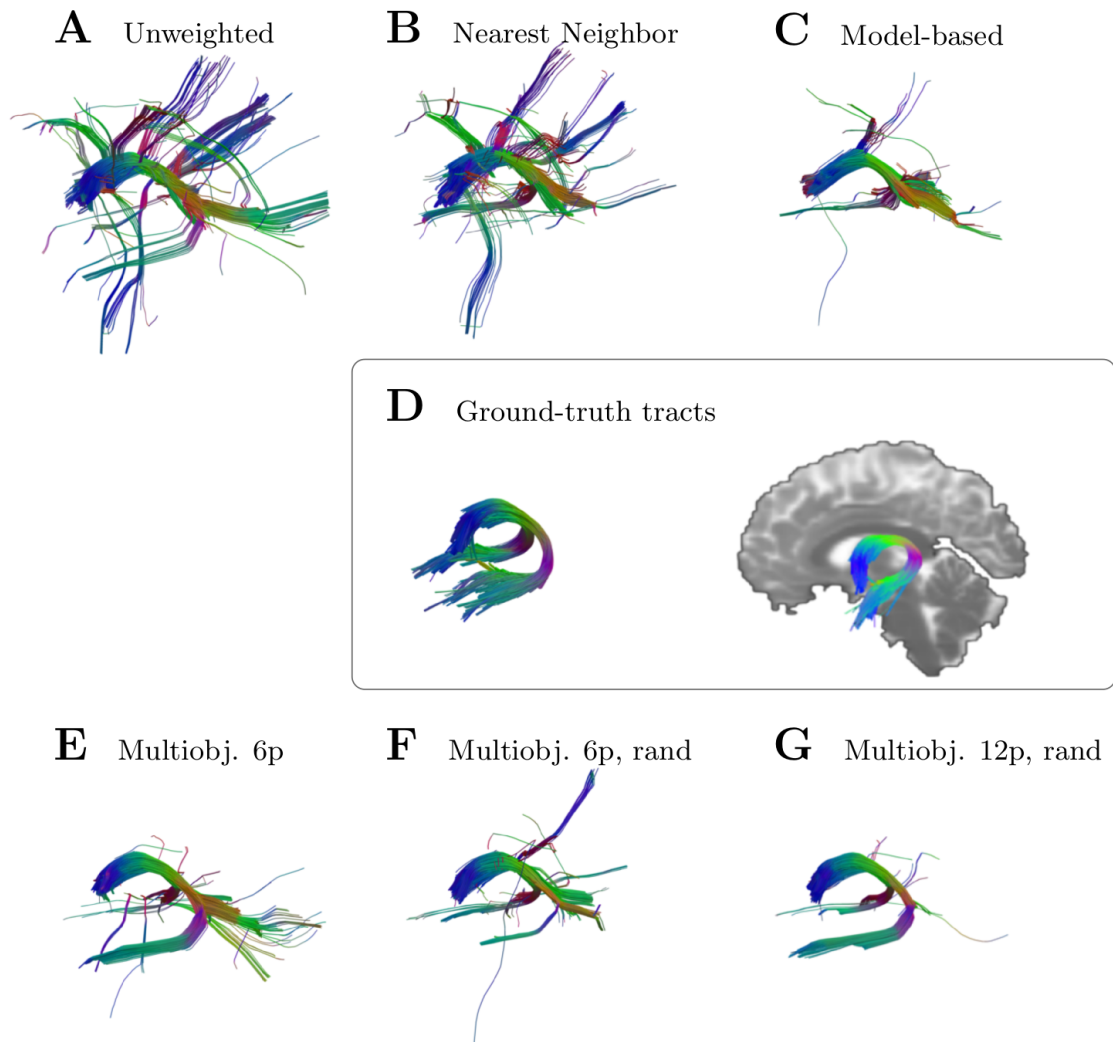 A Unweighted
B Nearest Neighbor
C Model-based
D Ground-truth tracts
E Multiobj. 6p
F Multiobj. 6p, rand
G Multiobj. 12p, rand